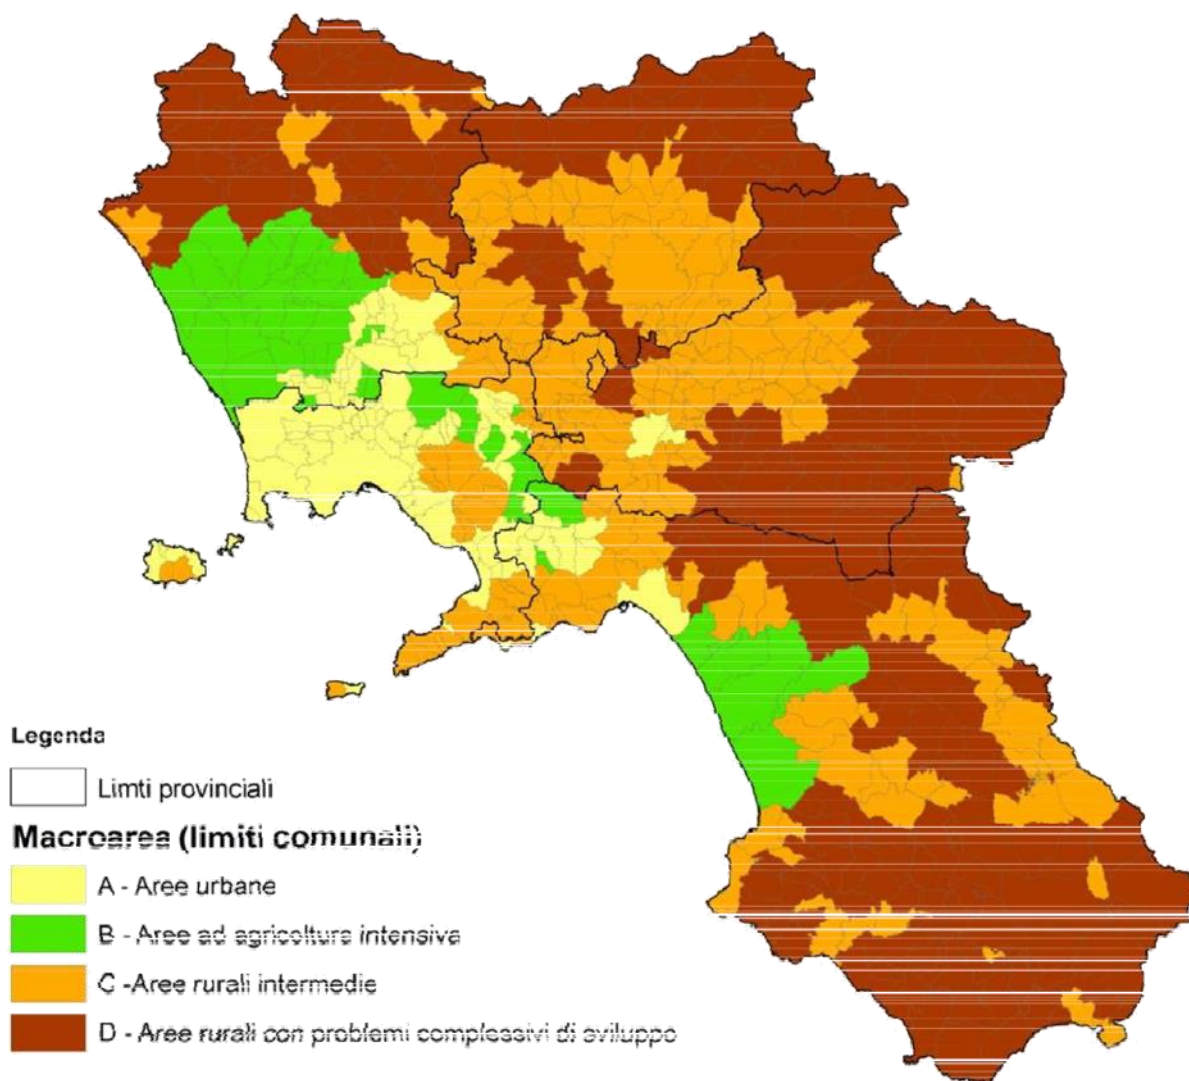 Legenda
Limti provinciali
Macroarea (limiti comunali)
A - Aree urbane
B - Aree ad agricoltura intensiva
C -Aree rurali intermedie
D - Aree rurali con problemi complessivi di sviluppo